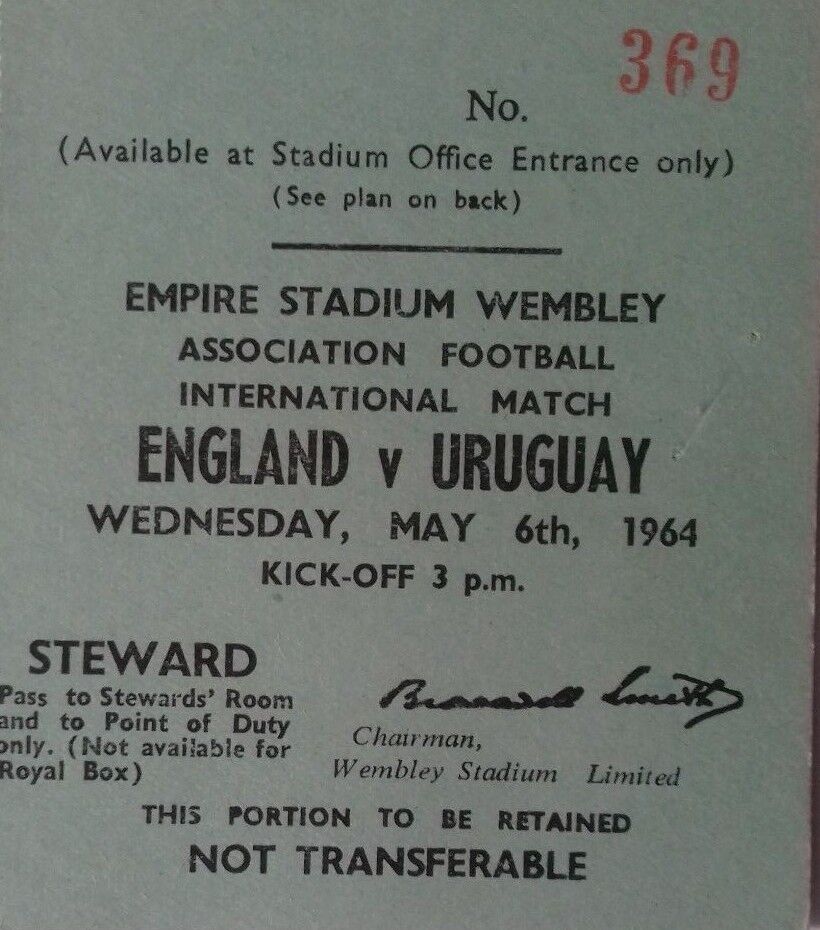 369
No.
(Available at Stadium Office Entrance only)
(See plan on back)
EMPIRE STADIUM WEMBLEY
ASSOCIATION FOOTBALL
INTERNATIONAL MATCH
ENGLAND v URUGUAY
WEDNESDAY, MAY 6th, 1964
KICK-OFF 3 p.m.
STEWARD
Pass to Stewards' Room
and to Point of Duty
only. (Not available for
Royal Box)
Bracewell Smith
Chairman,
Wembley Stadium Limited
THIS PORTION TO BE RETAINED
NOT TRANSFERABLE